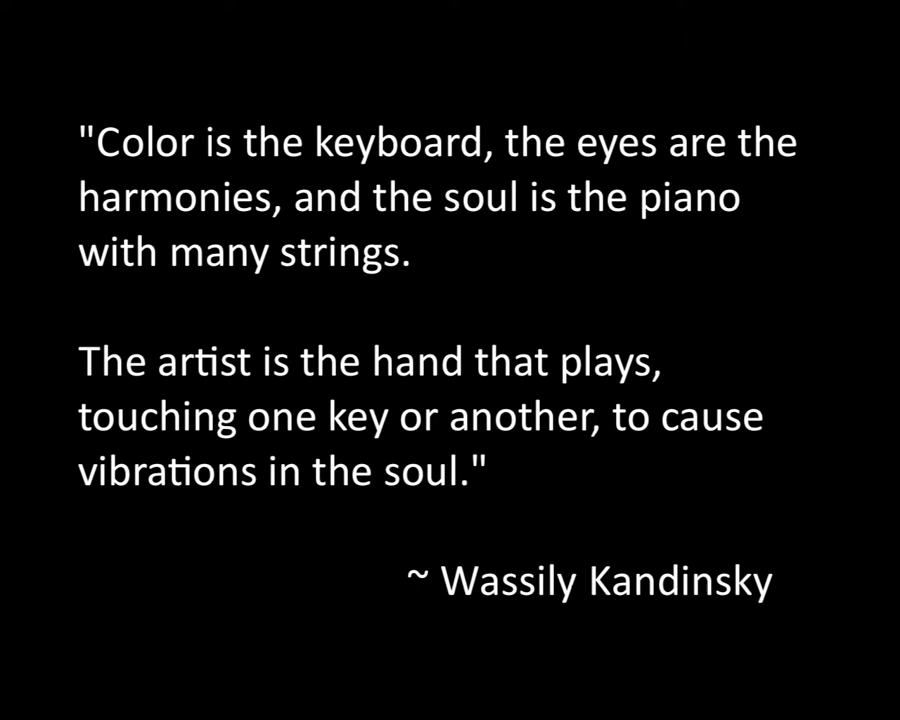 "Color is the keyboard, the eyes are the
harmonies, and the soul is the piano
with many strings.
The artist is the hand that plays,
touching one key or another, to cause
vibrations in the soul."
~ Wassily Kandinsky